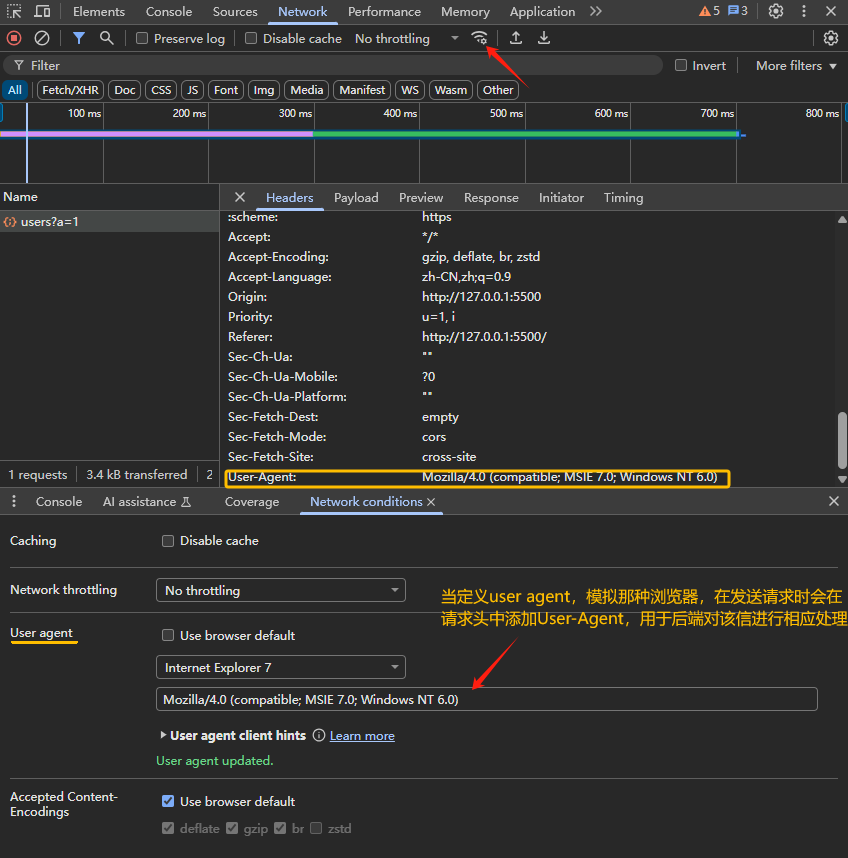 Elements Console Sources Network Performance Memory Application 5 3
Preserve log Disable cache No throttling
Filter Invert More filters
All Fetch/XHR Doc CSS JS Font Img Media Manifest WS Wasm Other
100 ms 200 ms 300 ms 400 ms 500 ms 600 ms 700 ms 800 ms
Name Headers Payload Preview Response Initiator Timing
users?a=1
:scheme: https
Accept: */*
Accept-Encoding: gzip, deflate, br, zstd
Accept-Language: zh-CN,zh;q=0.9
Origin: http://127.0.0.1:5500
Priority: u=1, i
Referer: http://127.0.0.1:5500/
Sec-Ch-Ua: ""
Sec-Ch-Ua-Mobile: ?0
Sec-Ch-Ua-Platform: ""
Sec-Fetch-Dest: empty
Sec-Fetch-Mode: cors
Sec-Fetch-Site: cross-site
User-Agent: Mozilla/4.0 (compatible; MSIE 7.0; Windows NT 6.0)
1 requests 3.4 kB transferred 2
Console AI assistance Coverage Network conditions
Caching Disable cache
Network throttling No throttling
当定义user agent，模拟那种浏览器，在发送请求时会在
请求头中添加User-Agent，用于后端对该信进行相应处理
User agent Use browser default
Internet Explorer 7
Mozilla/4.0 (compatible; MSIE 7.0; Windows NT 6.0)
User agent client hints Learn more
User agent updated.
Accepted Content-
Encodings
Use browser default
deflate gzip br zstd